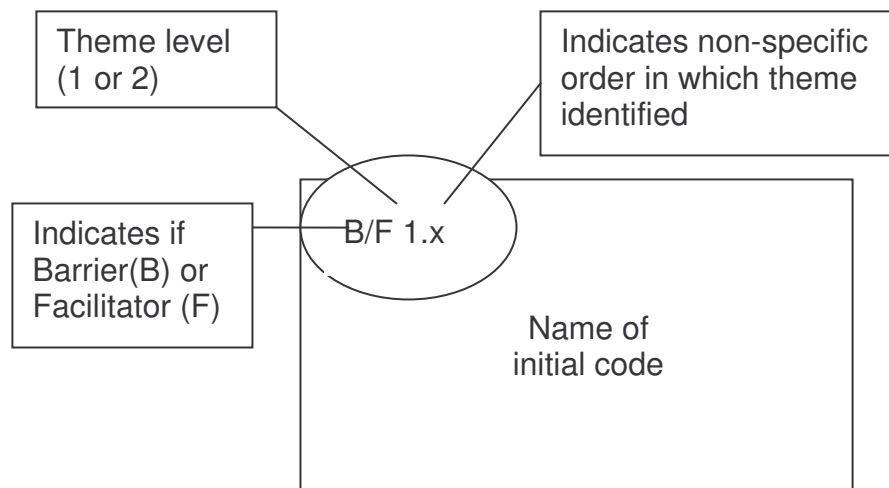 Theme level
(1 or 2)
Indicates non-specific
order in which theme
identified
Indicates if
Barrier(B) or
Facilitator (F)
B/F 1.x
Name of
initial code